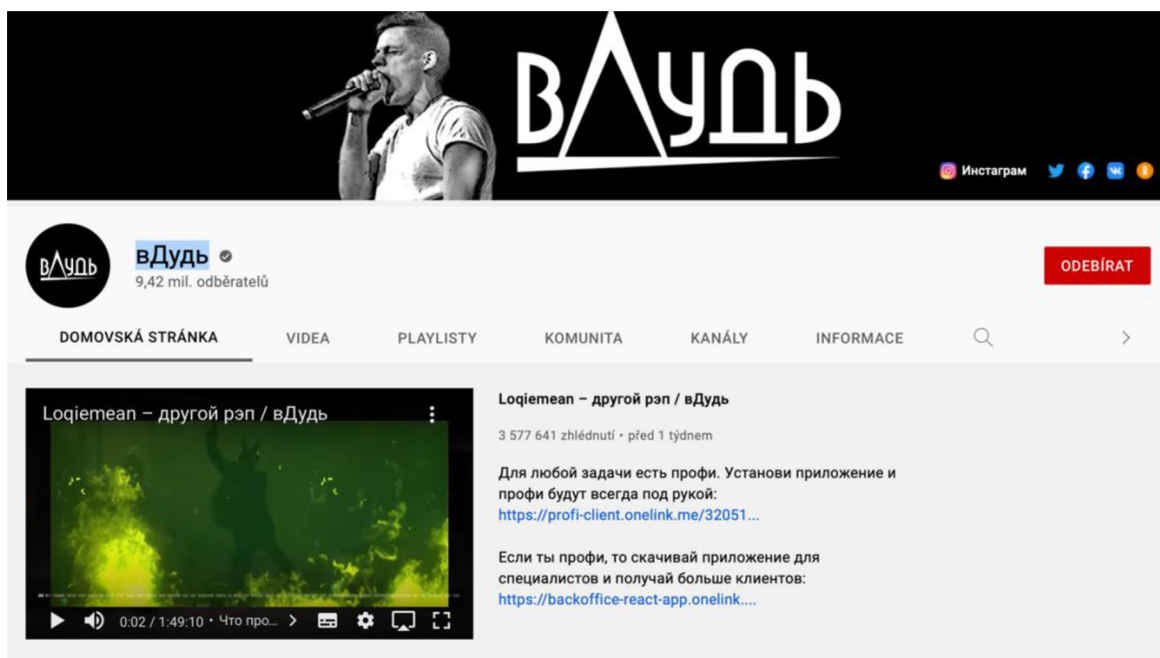 вДудь
Инстаграм
вДудь
вДудь
9,42 mil. odběratelů
ODEBÍRAT
DOMOVSKÁ STRÁNKA
VIDEA
PLAYLISTY
KOMUNITA
KANÁLY
INFORMACE
Loqiemean – другой рэп / вДудь
0:02 / 1:49:10 • Что про...
Loqiemean – другой рэп / вДудь
3 577 641 zhlédnutí • před 1 týdnem
Для любой задачи есть профи. Установи приложение и
профи будут всегда под рукой:
https://profi-client.onelink.me/32051...
Если ты профи, то скачивай приложение для
специалистов и получай больше клиентов:
https://backoffice-react-app.onelink....